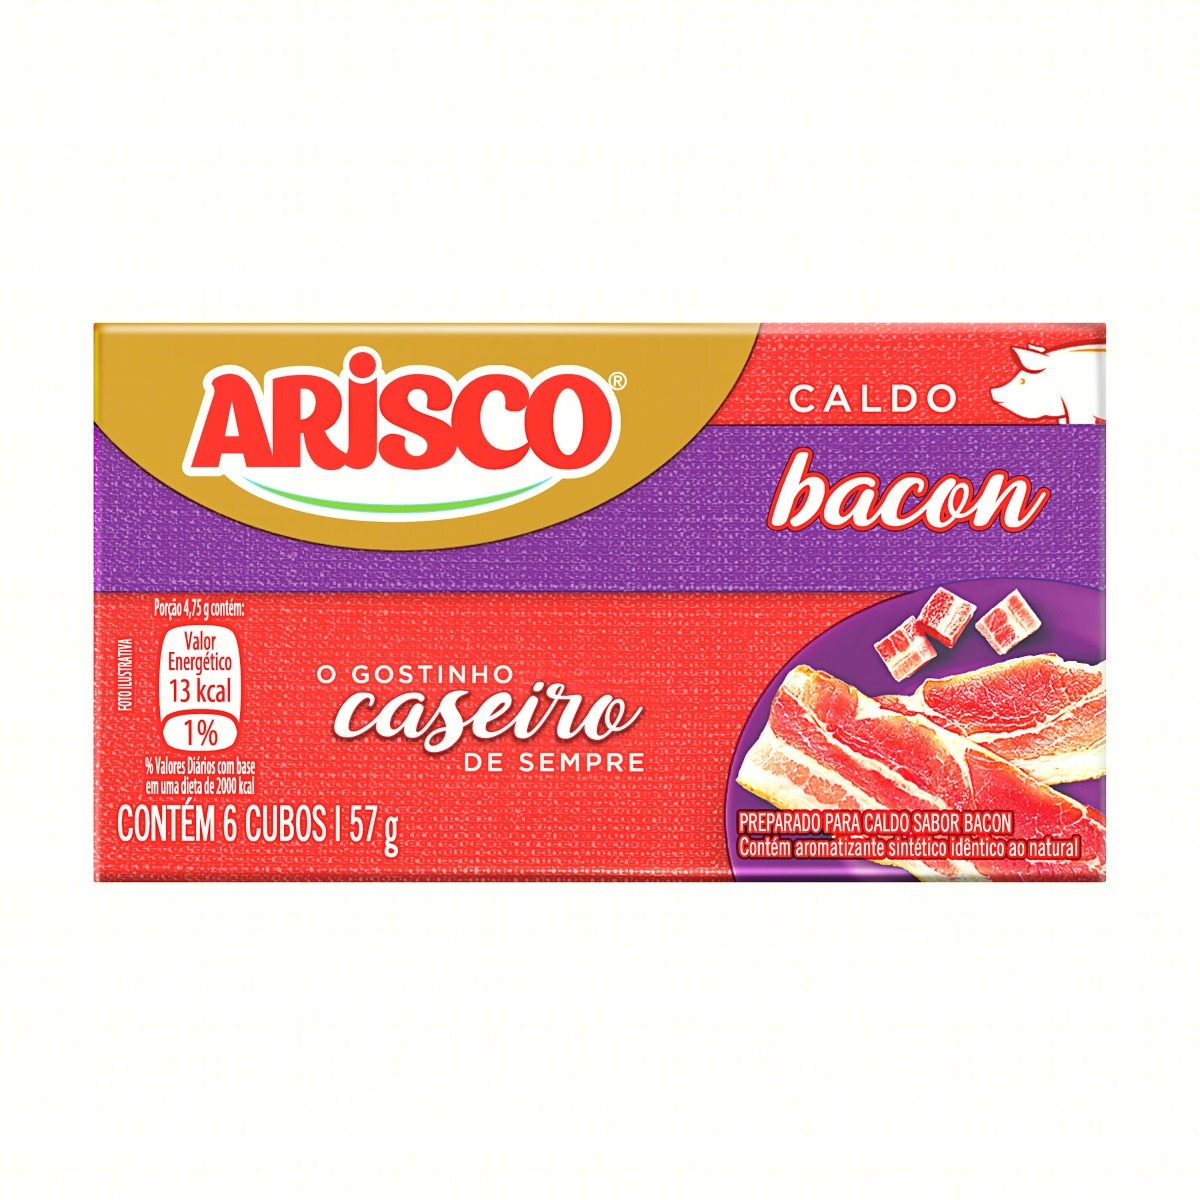 ARISCO®
CALDO
bacon
Porção 4,75 g contém:
Valor
Energético
13 kcal
1%
% Valores Diários com base
em uma dieta de 2000 kcal
FOTO ILUSTRATIVA
O GOSTINHO
caseiro
DE SEMPRE
CONTÉM 6 CUBOS | 57 g
PREPARADO PARA CALDO SABOR BACON
Contém aromatizante sintético idêntico ao natural